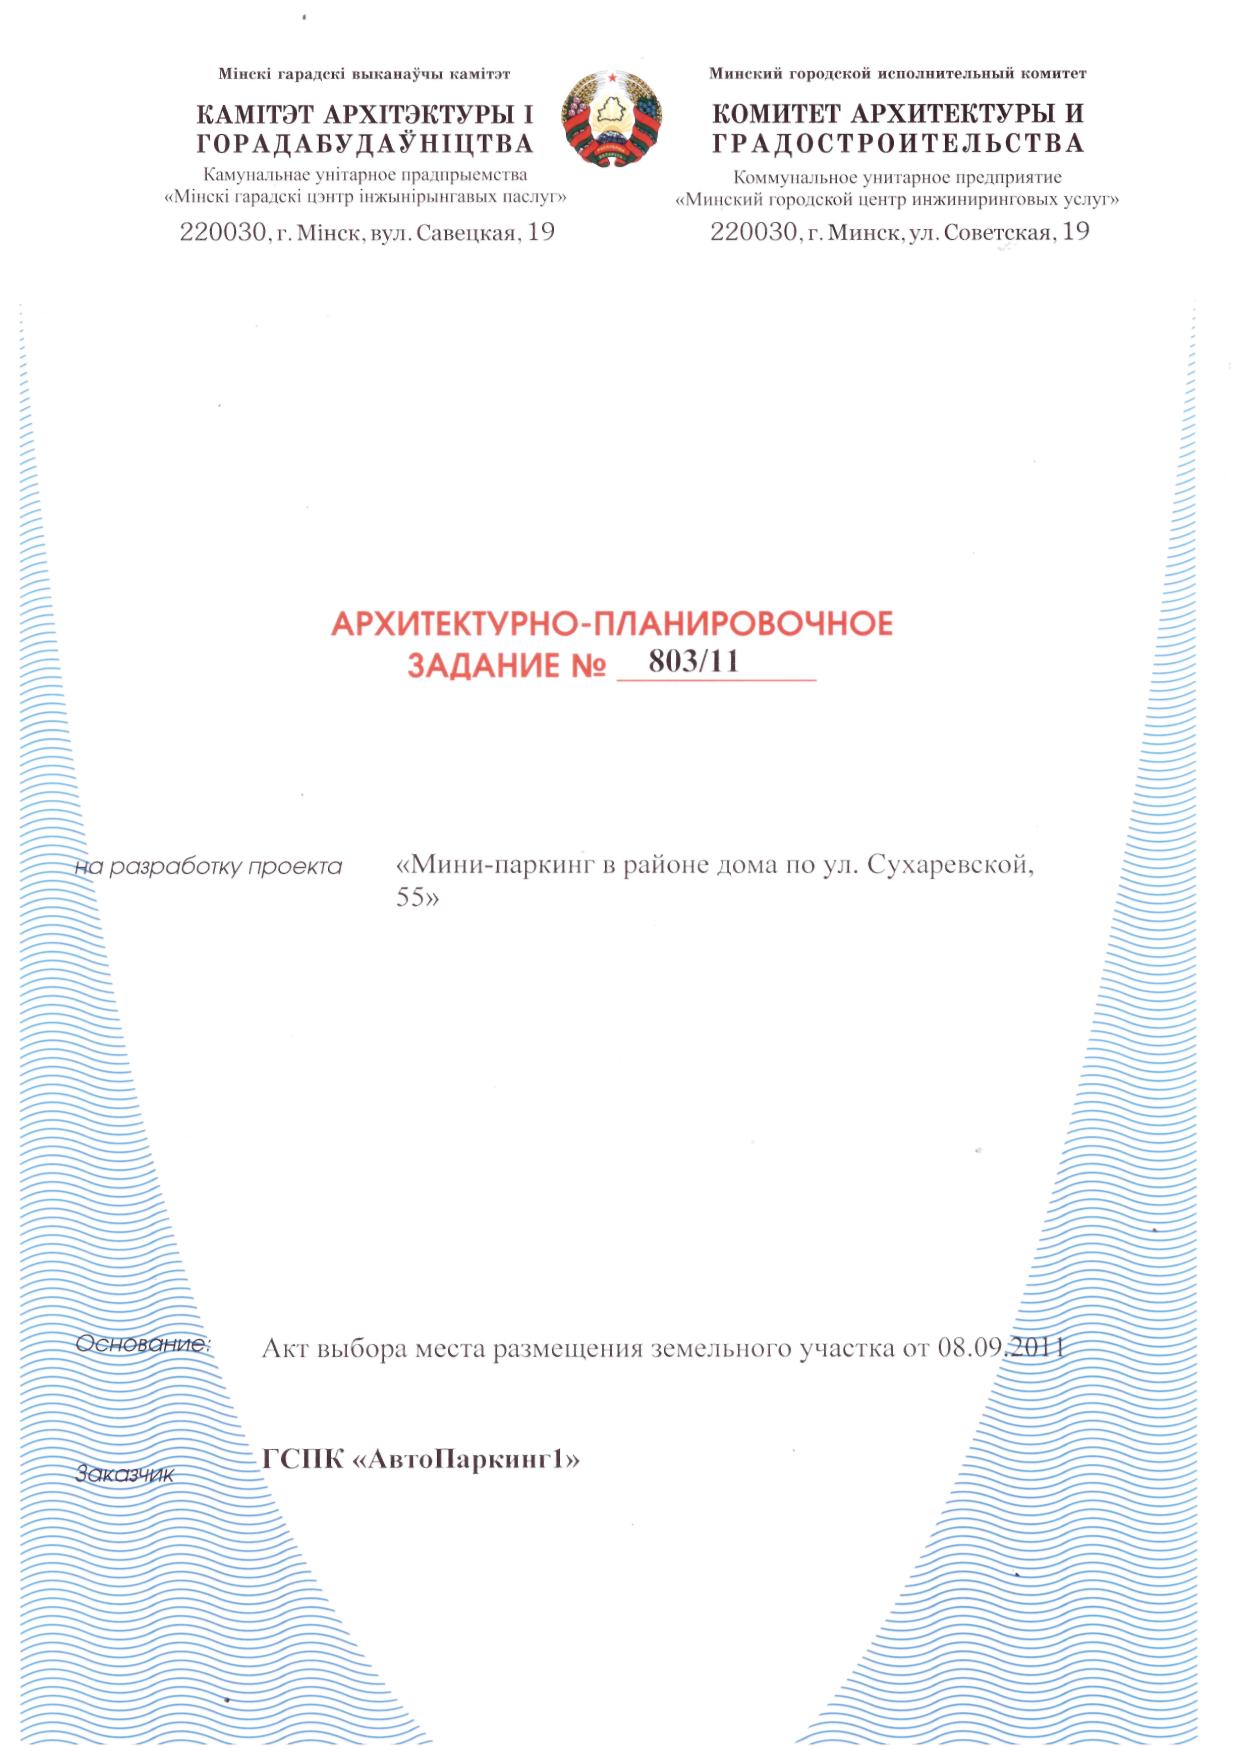 Мінскі гарадскі выканаўчы камітэт
КАМІТЭТ АРХІТЭКТУРЫ І
ГОРАДАБУДАЎНІЦТВА
Камунальнае унітарное прадпрыемства
«Мінскі гарадскі цэнтр інжынірынгавых паслуг»
220030, г. Мінск, вул. Савецкая, 19
Минский городской исполнительный комитет
КОМИТЕТ АРХИТЕКТУРЫ И
ГРАДОСТРОИТЕЛЬСТВА
Коммунальное унитарное предприятие
«Минский городской центр инжиниринговых услуг»
220030, г. Минск, ул. Советская, 19
АРХИТЕКТУРНО-ПЛАНИРОВОЧНОЕ
ЗАДАНИЕ № 803/11
на разработку проекта «Мини-паркинг в районе дома по ул. Сухаревской,
55»
Основание: Акт выбора места размещения земельного участка от 08.09.2011
Заказчик ГСПК «АвтоПаркинг1»